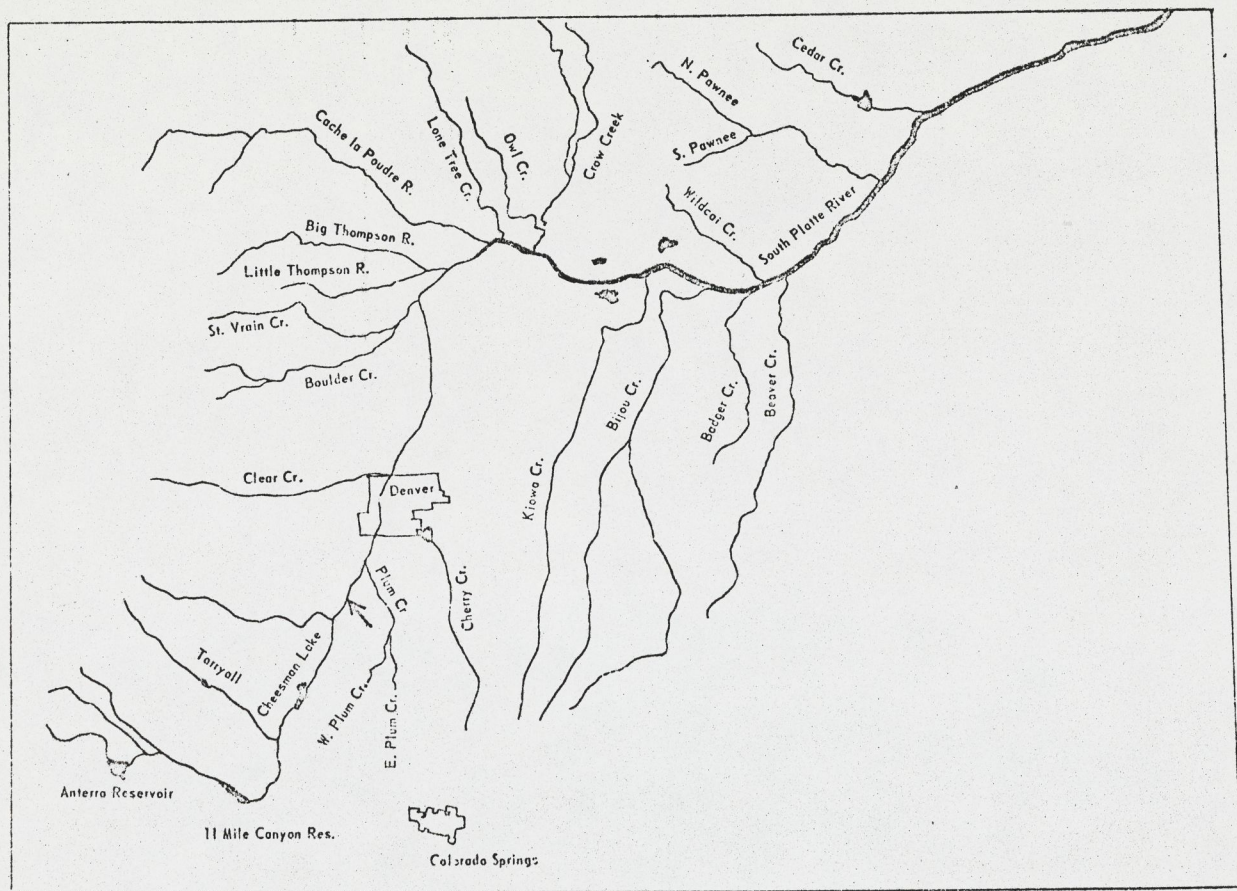 Cedar Cr.
N. Pawnee
S. Pawnee
Cache la Poudre R.
Lone Tree Cr.
Owl Cr.
Crow Creek
Wildcat Cr.
South Platte River
Big Thompson R.
Little Thompson R.
St. Vrain Cr.
Boulder Cr.
Clear Cr.
Denver
Kiowa Cr.
Bijou Cr.
Badger Cr.
Beaver Cr.
Plum Cr
Cherry Cr.
Tarryall
Cheesman Lake
W. Plum Cr.
E. Plum Cr.
Anterro Reservoir
11 Mile Canyon Res.
Colorado Springs